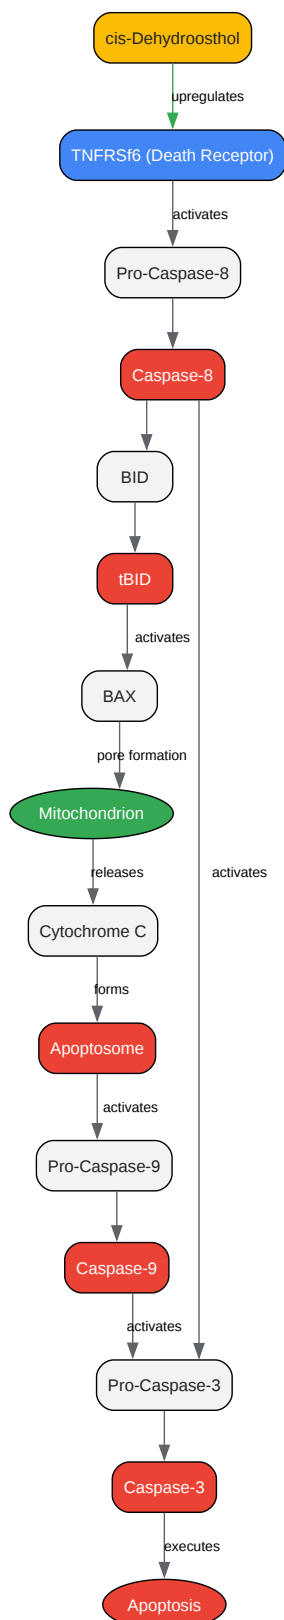 cis-Dehydroosthol
upregulates
TNFRSf6 (Death Receptor)
activates
Pro-Caspase-8
Caspase-8
BID
tBID
activates
BAX
pore formation
Mitochondrion
releases
activates
Cytochrome C
forms
Apoptosome
activates
Pro-Caspase-9
Caspase-9
activates
Pro-Caspase-3
Caspase-3
executes
Apoptosis